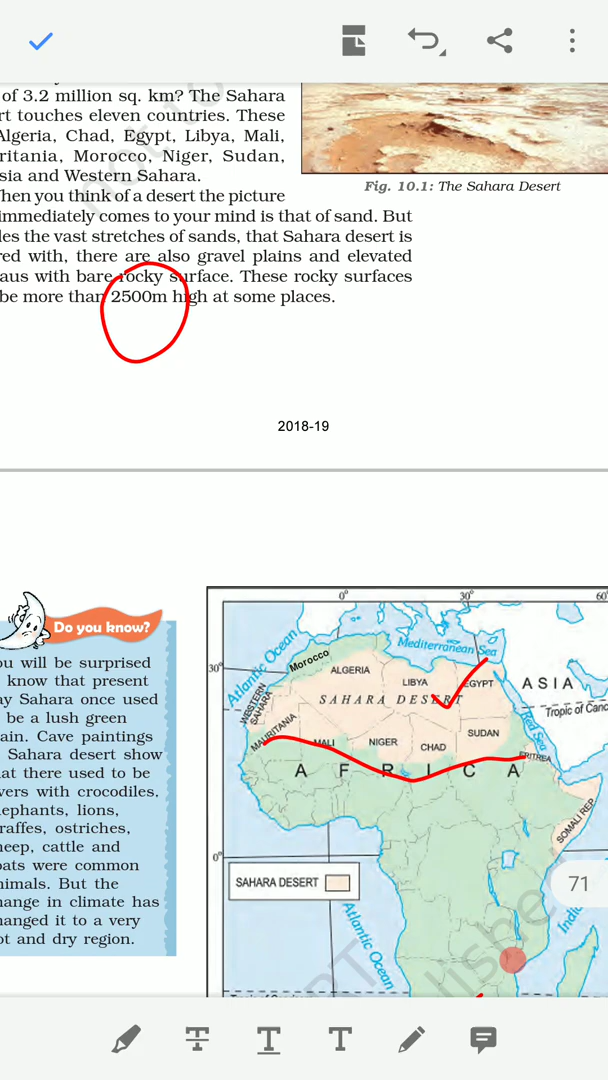 of 3.2 million sq. km? The Sahara
rt touches eleven countries. These
Algeria, Chad, Egypt, Libya, Mali,
ritania, Morocco, Niger, Sudan,
sia and Western Sahara.
Fig. 10.1: The Sahara Desert
hen you think of a desert the picture
immediately comes to your mind is that of sand. But
les the vast stretches of sands, that Sahara desert is
red with, there are also gravel plains and elevated
aus with bare rocky surface. These rocky surfaces
be more than 2500m high at some places.
2018-19
Do you know?
ou will be surprised
know that present
ay Sahara once used
be a lush green
ain. Cave paintings
Sahara desert show
at there used to be
vers with crocodiles.
lephants, lions,
raffes, ostriches,
heep, cattle and
oats were common
nimals. But the
hange in climate has
hanged it to a very
ot and dry region.
0°
30°
60°
Atlantic Ocean
Mediterranean Sea
30°
Morocco
ALGERIA
LIBYA
EGYPT
ASIA
WESTERN SAHARA
SAHARA DESERT
Tropic of Canc
Red Sea
MAURITANIA
MALI
NIGER
CHAD
SUDAN
ERITREA
AFRICA
SOMALI REP.
0°
SAHARA DESERT
71
Atlantic Ocean
Indi